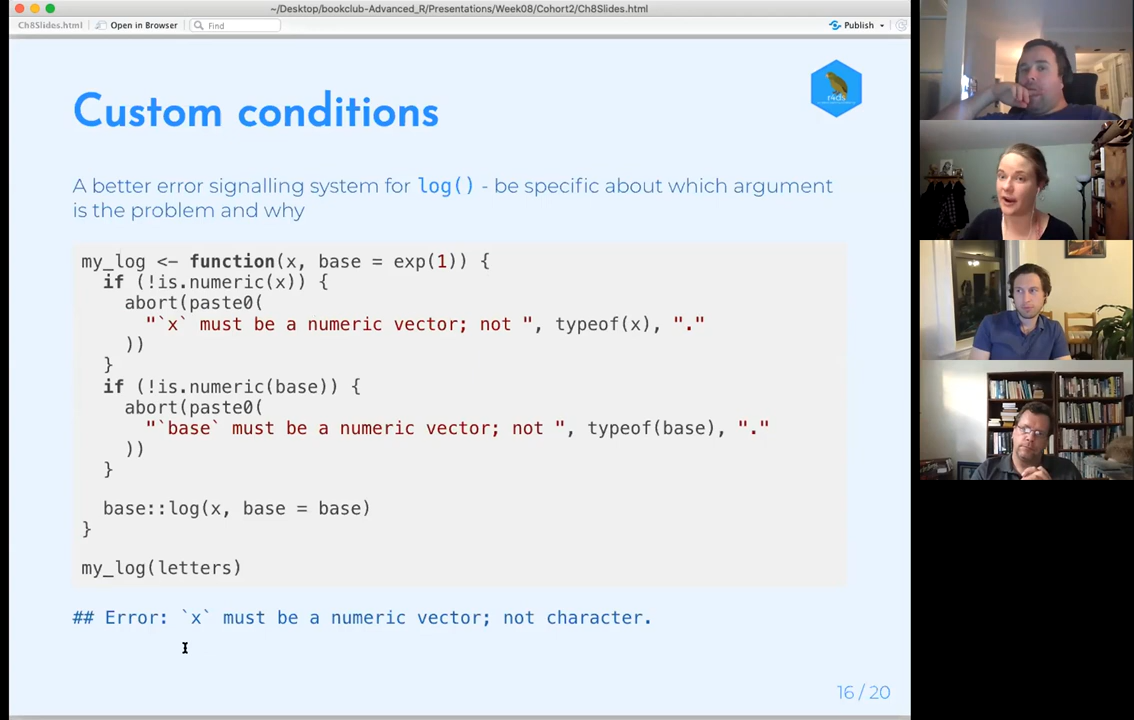 ~/Desktop/bookclub-Advanced_R/Presentations/Week08/Cohort2/Ch8Slides.html
Ch8Slides.html Open in Browser Find Publish
Custom conditions
r4ds
A better error signalling system for log() - be specific about which argument
is the problem and why
my_log <- function(x, base = exp(1)) {
  if (!is.numeric(x)) {
    abort(paste0(
      "`x` must be a numeric vector; not ", typeof(x), "."
    ))
  }
  if (!is.numeric(base)) {
    abort(paste0(
      "`base` must be a numeric vector; not ", typeof(base), "."
    ))
  }
  base::log(x, base = base)
}
my_log(letters)
## Error: `x` must be a numeric vector; not character.
16 / 20